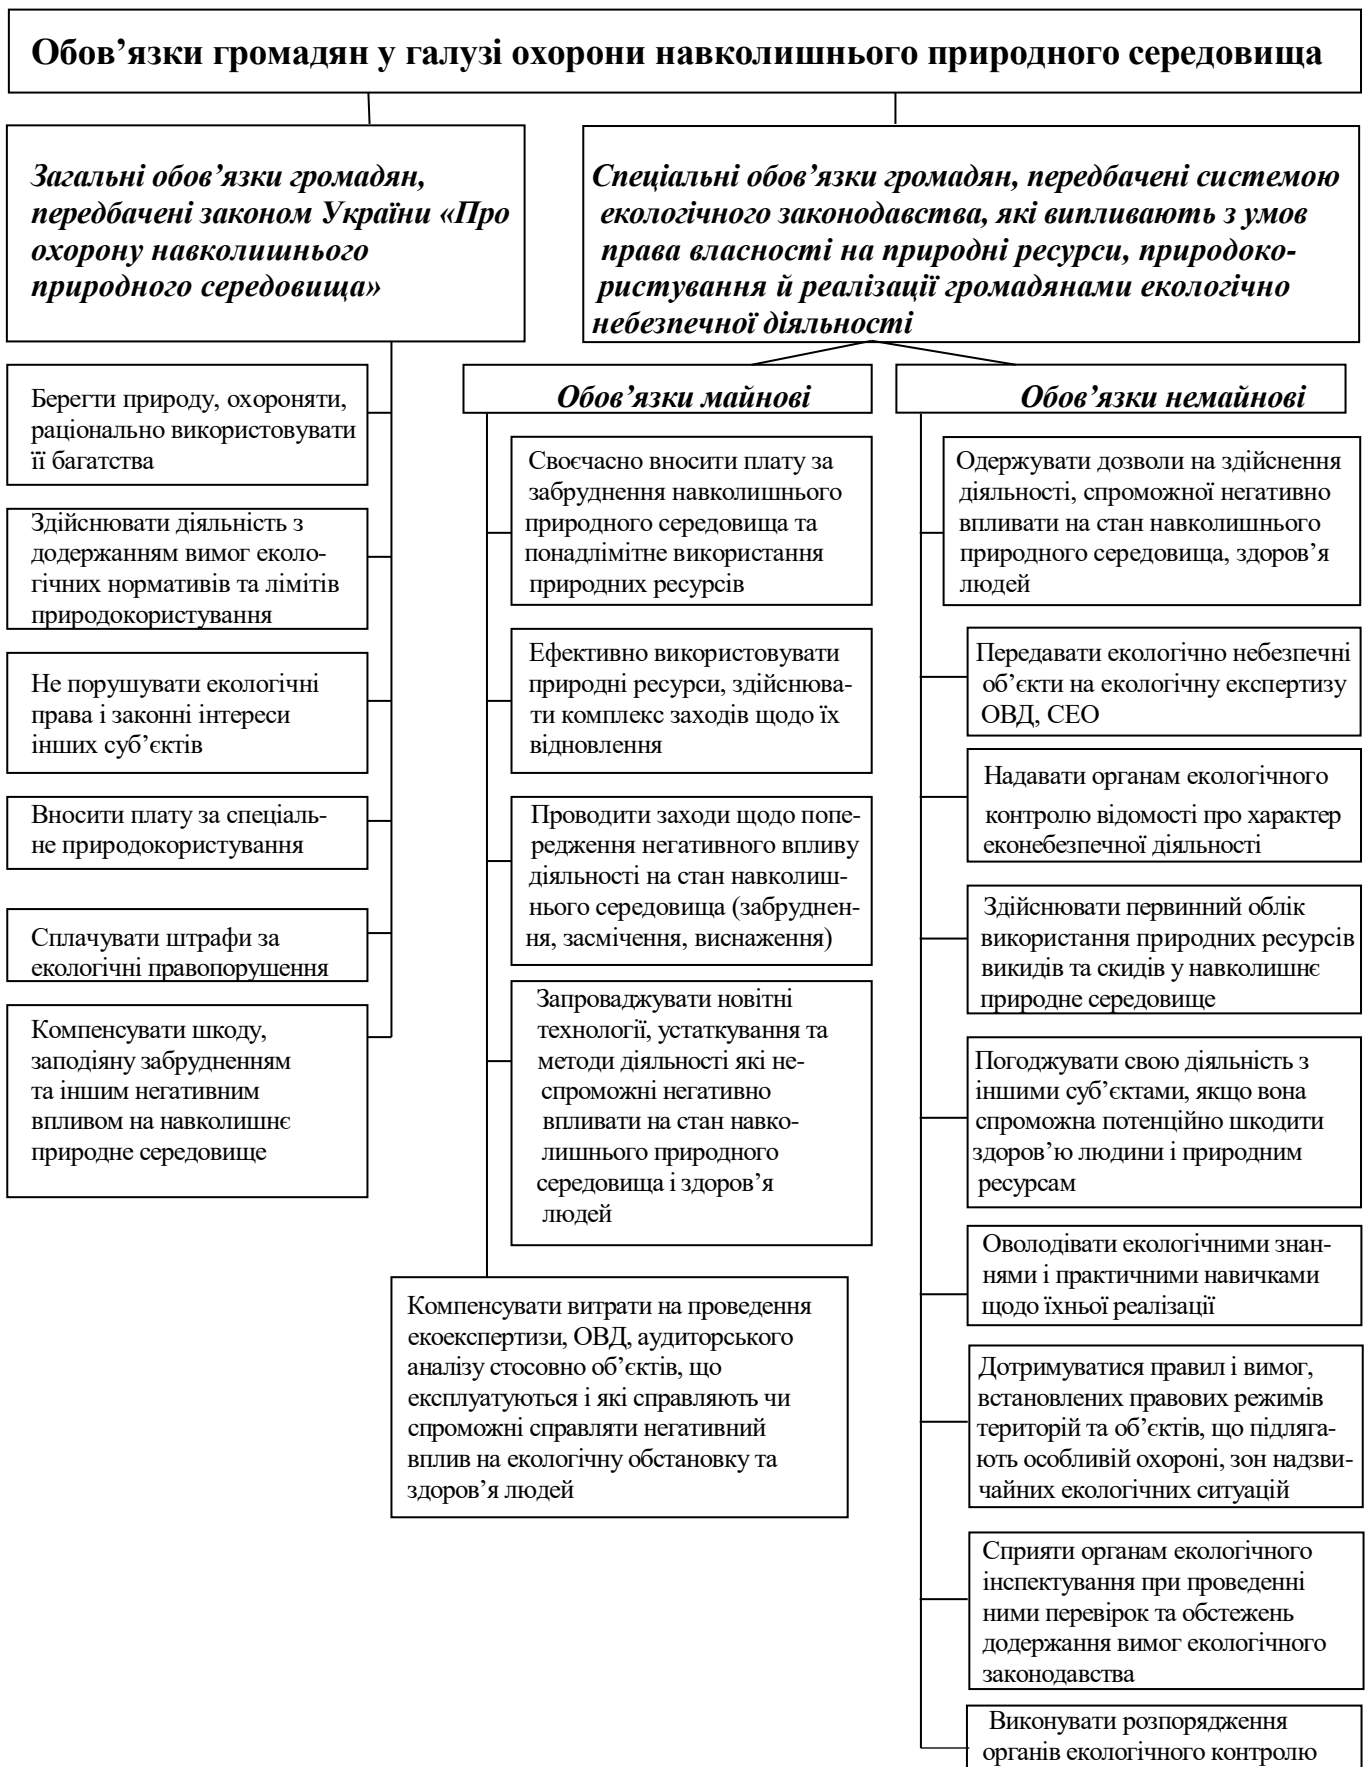 Обов’язки громадян у галузі охорони навколишнього природного середовища
Загальні обов’язки громадян,
передбачені законом України «Про
охорону навколишнього
природного середовища»
Спеціальні обов’язки громадян, передбачені системою
екологічного законодавства, які випливають з умов
права власності на природні ресурси, природоко-
ристування й реалізації громадянами екологічно
небезпечної діяльності
Берегти природу, охороняти,
раціонально використовувати
її багатства
Здійснювати діяльність з
додержанням вимог еколо-
гічних нормативів та лімітів
природокористування
Не порушувати екологічні
права і законні інтереси
інших суб’єктів
Вносити плату за спеціаль-
не природокористування
Сплачувати штрафи за
екологічні правопорушення
Компенсувати шкоду,
заподіяну забрудненням
та іншим негативним
впливом на навколишнє
природне середовище
Обов’язки майнові
Своєчасно вносити плату за
забруднення навколишнього
природного середовища та
понадлімітне використання
природних ресурсів
Ефективно використовувати
природні ресурси, здійснюва-
ти комплекс заходів щодо їх
відновлення
Проводити заходи щодо попе-
редження негативного впливу
діяльності на стан навколиш-
нього середовища (забруднен-
ня, засмічення, виснаження)
Запроваджувати новітні
технології, устаткування та
методи діяльності які не-
спроможні негативно
впливати на стан навко-
лишнього природного
середовища і здоров’я
людей
Компенсувати витрати на проведення
екоекспертизи, ОВД, аудиторського
аналізу стосовно об’єктів, що
експлуатуються і які справляють чи
спроможні справляти негативний
вплив на екологічну обстановку та
здоров’я людей
Обов’язки немайнові
Одержувати дозволи на здійснення
діяльності, спроможної негативно
впливати на стан навколишнього
природного середовища, здоров’я
людей
Передавати екологічно небезпечні
об’єкти на екологічну експертизу
ОВД, СЕО
Надавати органам екологічного
контролю відомості про характер
еконебезпечної діяльності
Здійснювати первинний облік
використання природних ресурсів
викидів та скидів у навколишнє
природне середовище
Погоджувати свою діяльність з
іншими суб’єктами, якщо вона
спроможна потенційно шкодити
здоров’ю людини і природним
ресурсам
Оволодівати екологічними знан-
нями і практичними навичками
щодо їхньої реалізації
Дотримуватися правил і вимог,
встановлених правових режимів
територій та об’єктів, що підляга-
ють особливій охороні, зон надзви-
чайних екологічних ситуацій
Сприяти органам екологічного
інспектування при проведенні
ними перевірок та обстежень
додержання вимог екологічного
законодавства
Виконувати розпорядження
органів екологічного контролю